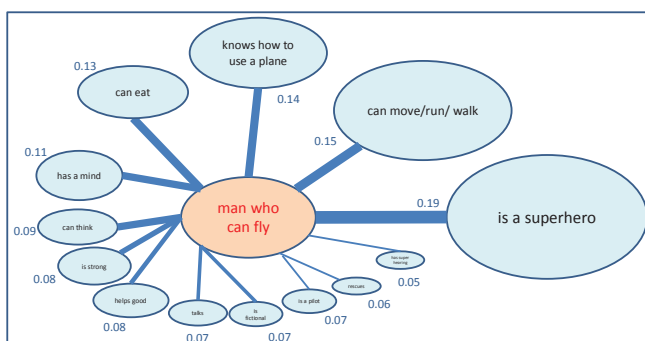 knows how to
use a plane
0.13
can eat
0.14
can move/run/ walk
0.15
0.11
has a mind
0.19
is a superhero
man who
can fly
can think
0.09
is strong
0.08
has super
hearing
0.05
rescues
0.06
helps good
0.08
is a pilot
0.07
talks
0.07
is
fictional
0.07